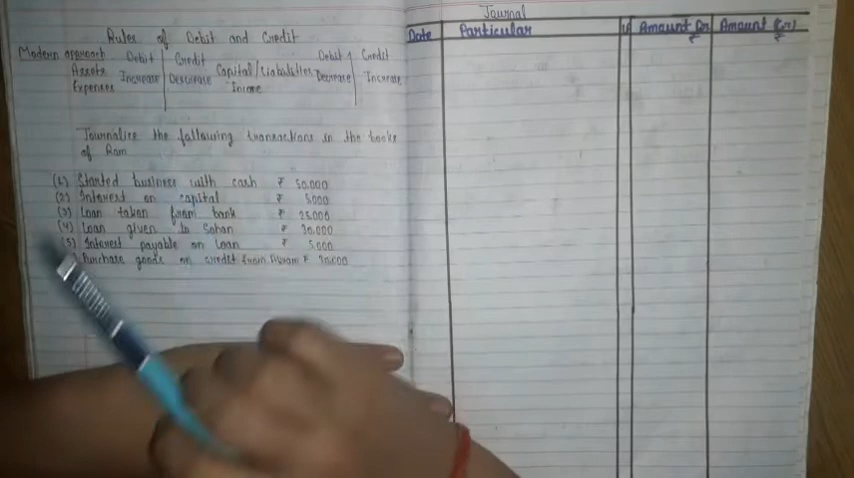 Rules of Debit and Credit
Modern approach Debit Credit Debit Credit
Assets Increase Decrease Capital/Liabilities Decrease Increase
Expenses Income
Journalise the following transactions in the books
of Ram
(1) Started business with cash ₹ 50.000
(2) Interest on capital ₹ 5000
(3) Loan taken from bank ₹ 25.000
(4) Loan given to Sohan ₹ 30.000
(5) Interest payable on Loan ₹ 5.000
Purchase goods on credit from ₹
Journal
Date Particular Lf Amount Dr ₹ Amount (Cr) ₹